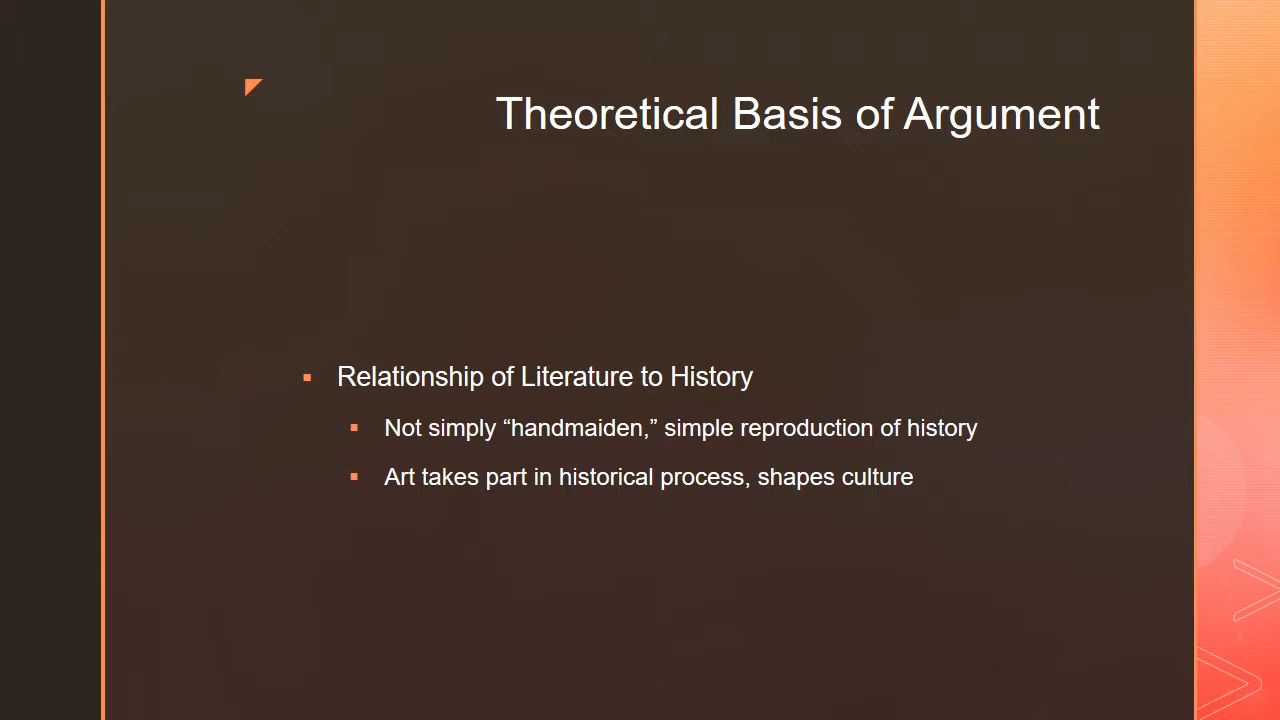 Theoretical Basis of Argument
Relationship of Literature to History
Not simply “handmaiden,” simple reproduction of history
Art takes part in historical process, shapes culture